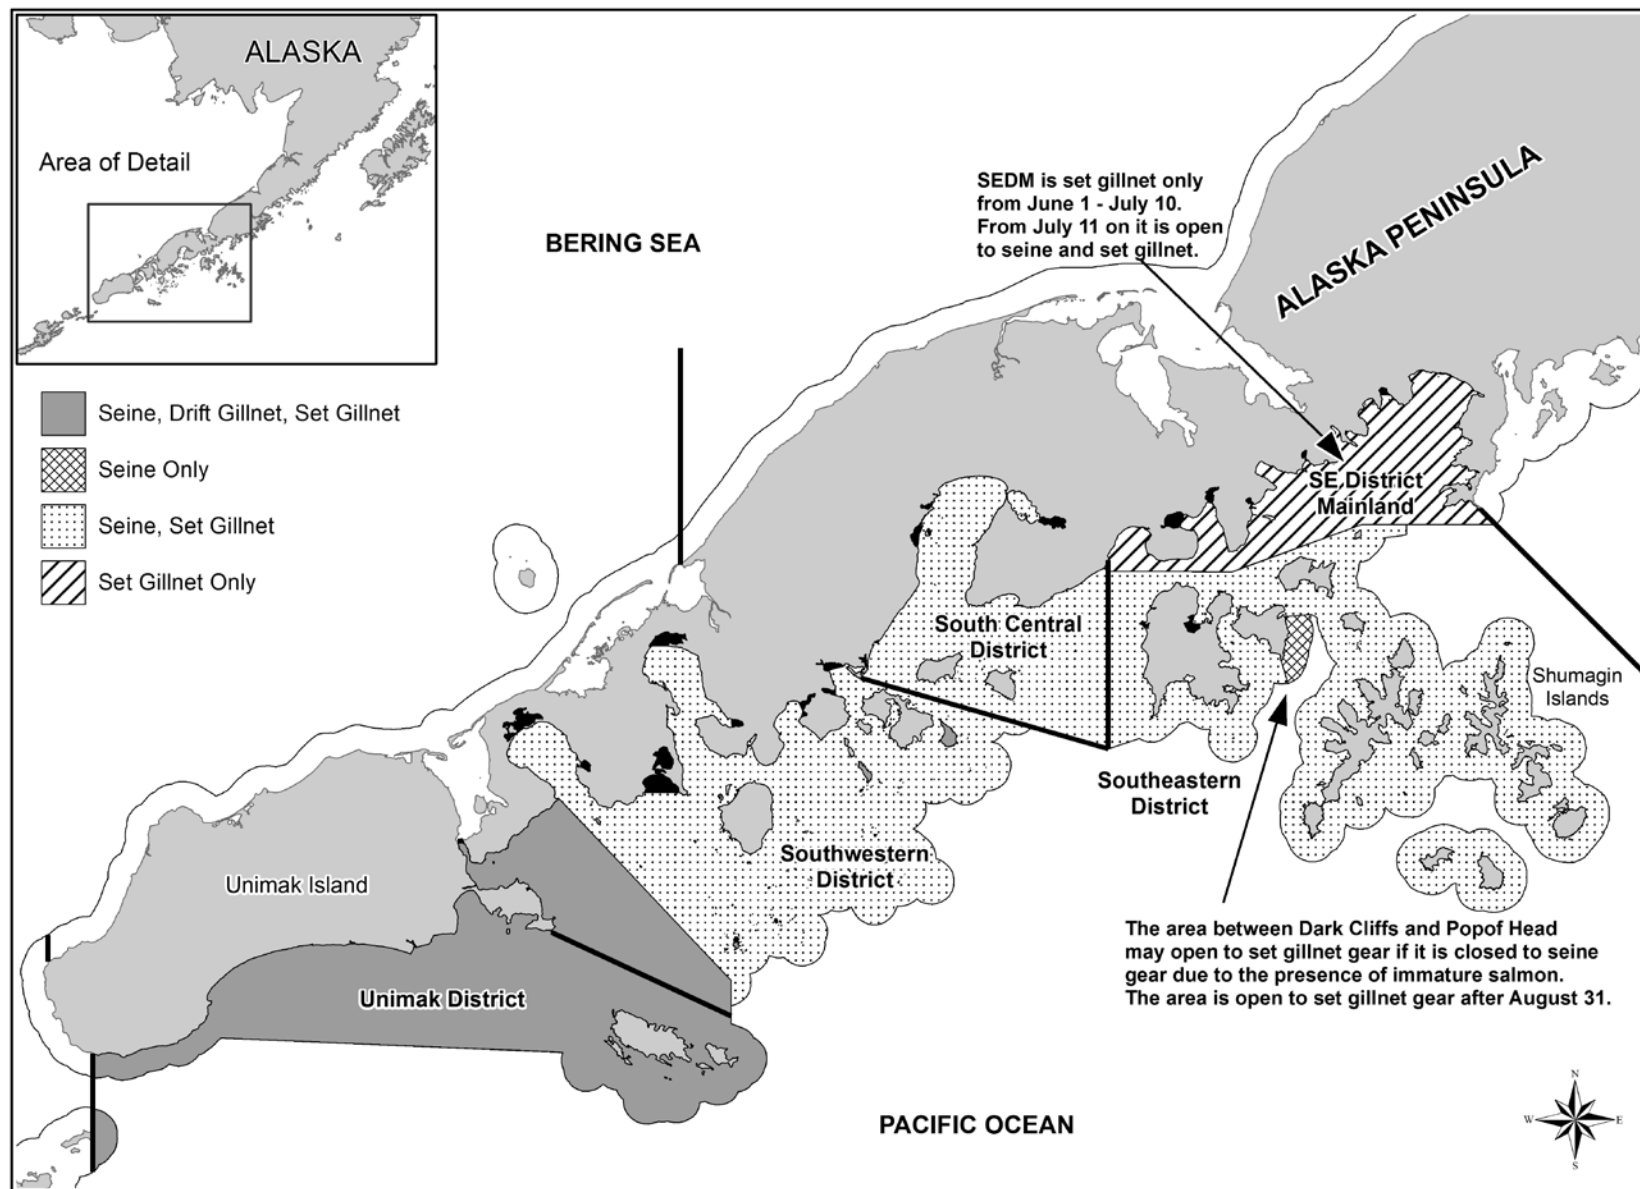 ALASKA
Area of Detail
Seine, Drift Gillnet, Set Gillnet
Seine Only
Seine, Set Gillnet
Set Gillnet Only
BERING SEA
SEDM is set gillnet only
from June 1 - July 10.
From July 11 on it is open
to seine and set gillnet.
ALASKA PENINSULA
SE District
Mainland
South Central
District
Shumagin
Islands
Southeastern
District
Southwestern
District
Unimak Island
Unimak District
The area between Dark Cliffs and Popof Head
may open to set gillnet gear if it is closed to seine
gear due to the presence of immature salmon.
The area is open to set gillnet gear after August 31.
PACIFIC OCEAN
N
W
E
S